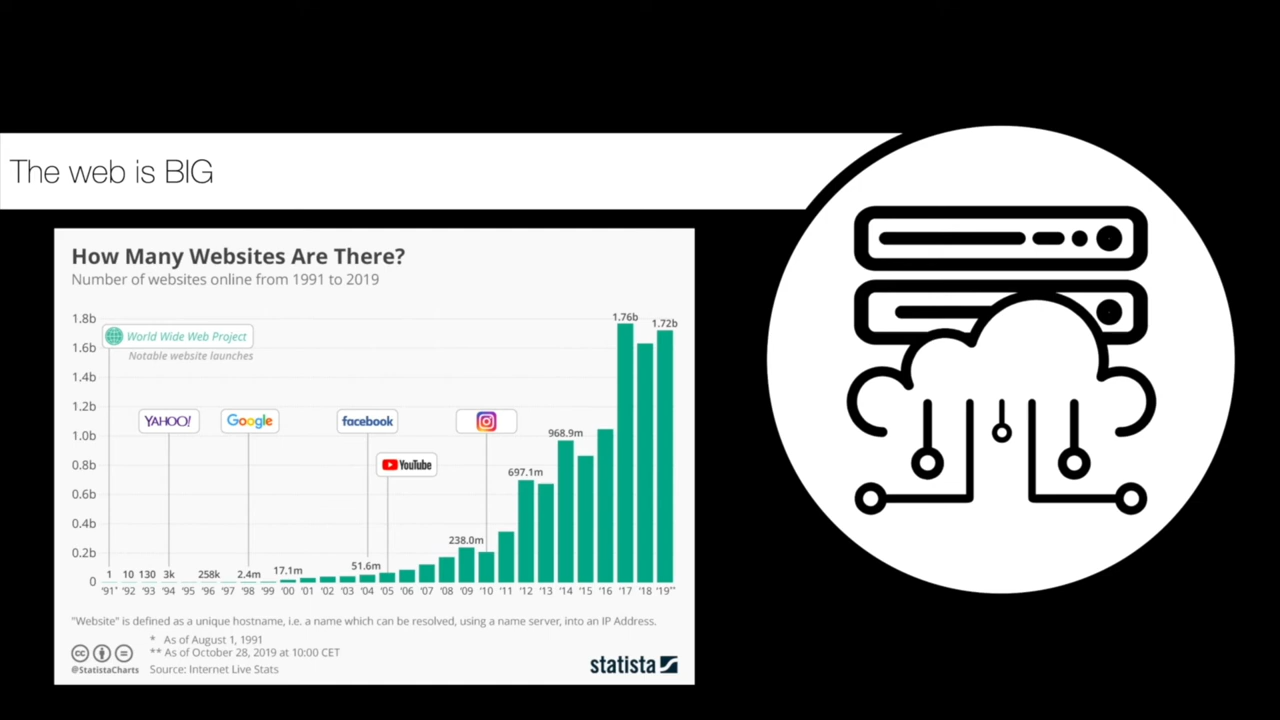 The web is BIG
How Many Websites Are There?
Number of websites online from 1991 to 2019
1.8b
1.6b
1.4b
1.2b
1.0b
0.8b
0.6b
0.4b
0.2b
0
World Wide Web Project
Notable website launches
YAHOO!
Google
facebook
YouTube
1 10 130 3k 258k 2.4m 17.1m 51.6m 238.0m 697.1m 968.9m 1.76b 1.72b
'91* '92 '93 '94 '95 '96 '97 '98 '99 '00 '01 '02 '03 '04 '05 '06 '07 '08 '09 '10 '11 '12 '13 '14 '15 '16 '17 '18 '19**
"Website" is defined as a unique hostname, i.e. a name which can be resolved, using a name server, into an IP Address.
* As of August 1, 1991
** As of October 28, 2019 at 10:00 CET
cc
@StatistaCharts Source: Internet Live Stats
statista